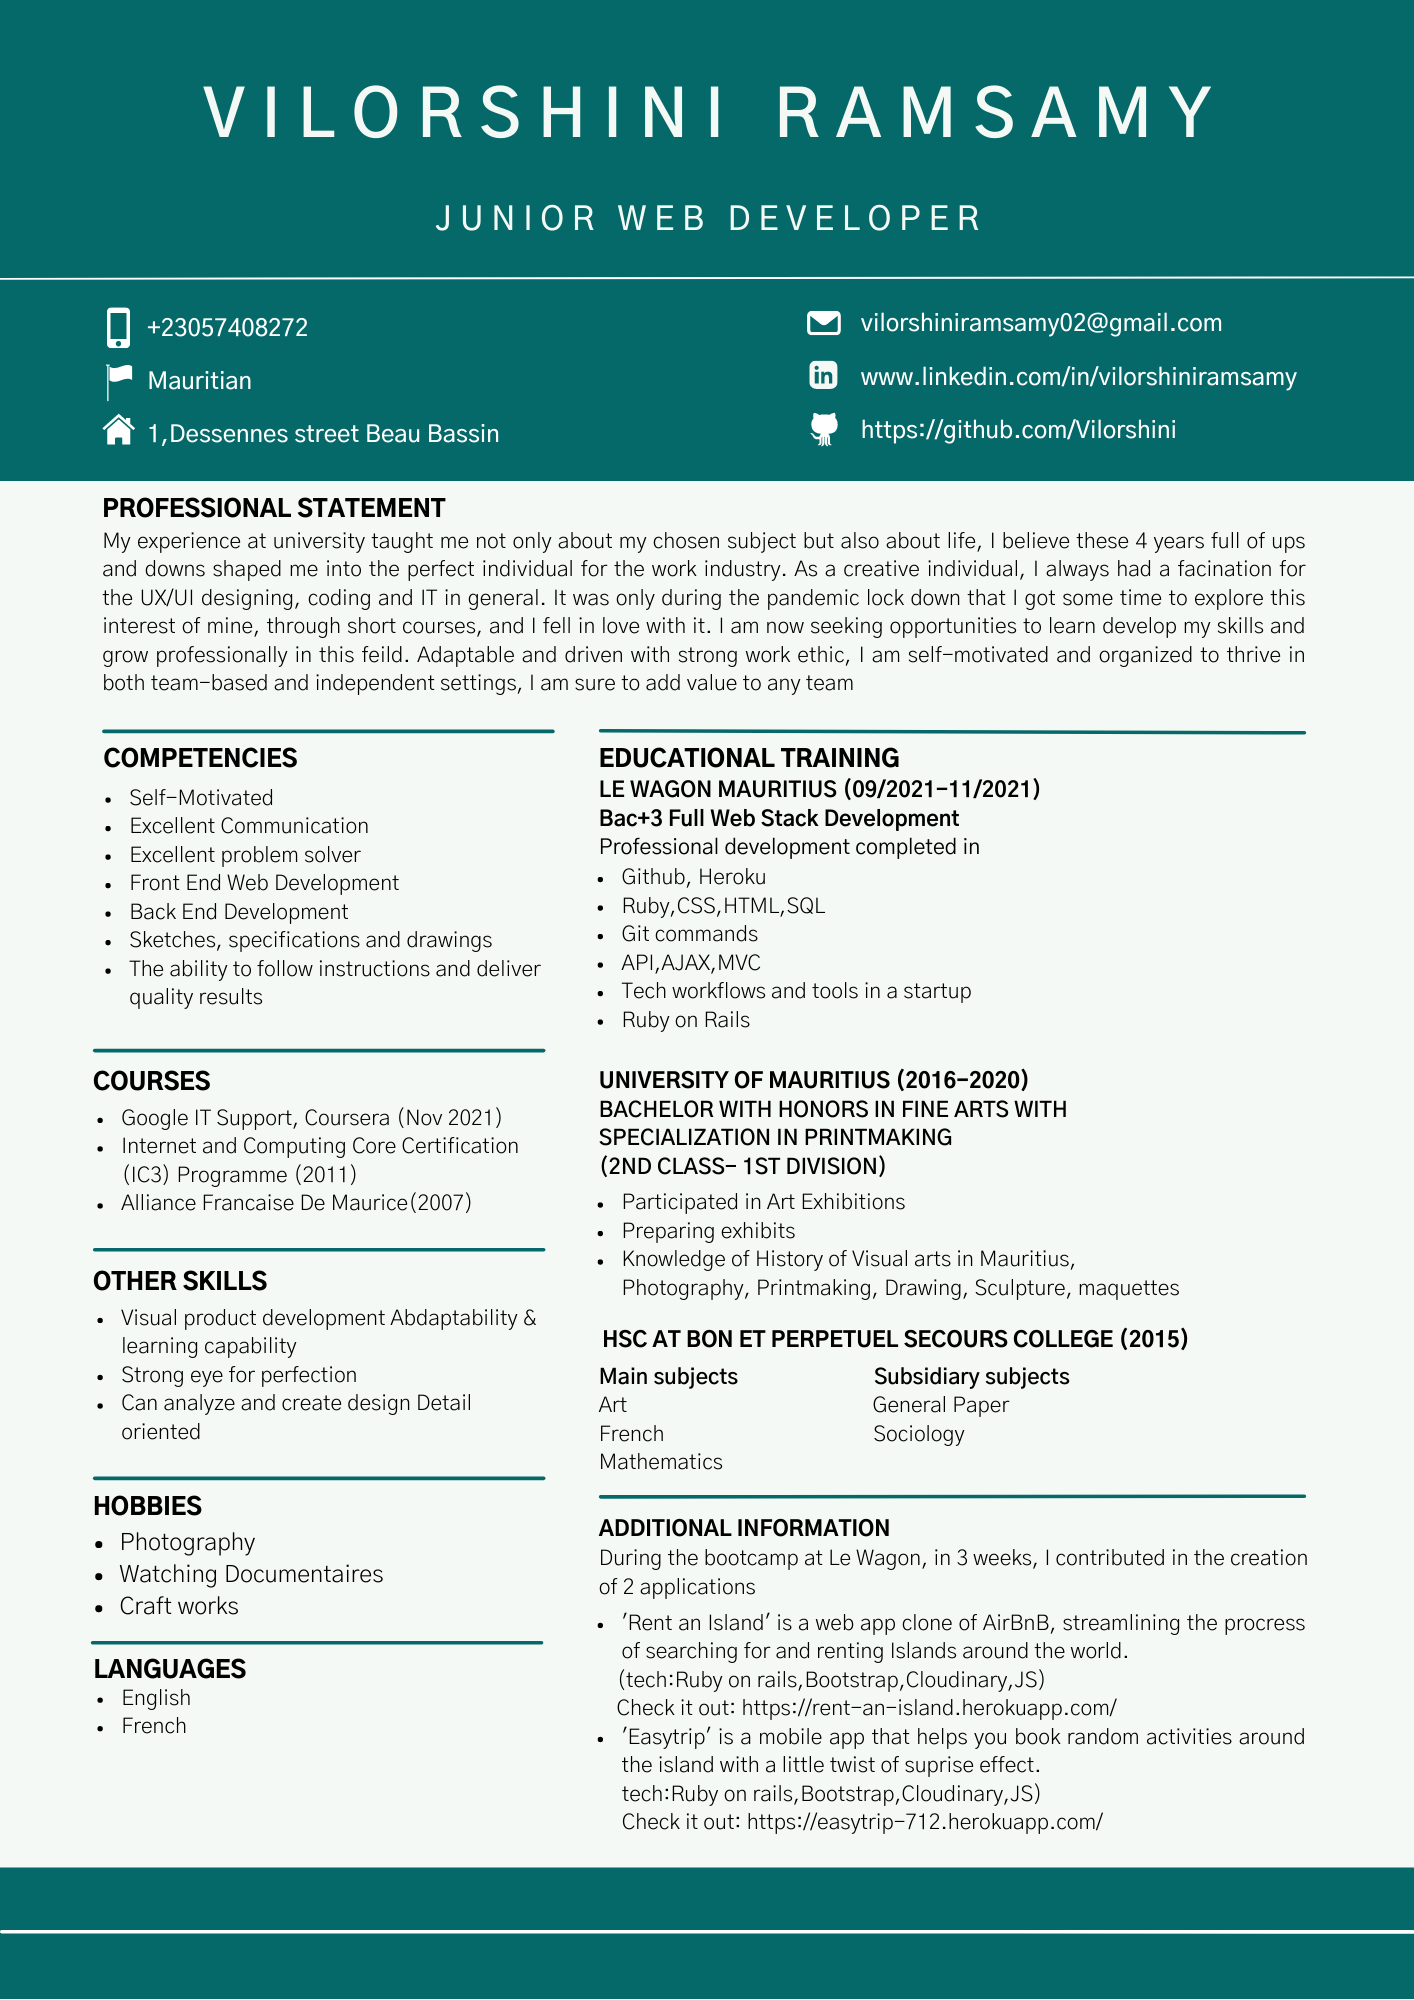 VILORSHINI RAMSAMY
JUNIOR WEB DEVELOPER
+23057408272
Mauritian
1,Dessennes street Beau Bassin
vilorshiniramsamy02@gmail.com
www.linkedin.com/in/vilorshiniramsamy
https://github.com/Vilorshini
PROFESSIONAL STATEMENT
My experience at university taught me not only about my chosen subject but also about life, I believe these 4 years full of ups
and downs shaped me into the perfect individual for the work industry. As a creative individual, I always had a facination for
the UX/UI designing, coding and IT in general. It was only during the pandemic lock down that I got some time to explore this
interest of mine, through short courses, and I fell in love with it. I am now seeking opportunities to learn develop my skills and
grow professionally in this feild. Adaptable and driven with strong work ethic, I am self-motivated and organized to thrive in
both team-based and independent settings, I am sure to add value to any team
COMPETENCIES
• Self-Motivated
• Excellent Communication
• Excellent problem solver
• Front End Web Development
• Back End Development
• Sketches, specifications and drawings
• The ability to follow instructions and deliver
quality results
COURSES
• Google IT Support, Coursera (Nov 2021)
• Internet and Computing Core Certification
(IC3) Programme (2011)
• Alliance Francaise De Maurice(2007)
OTHER SKILLS
• Visual product development Abdaptability &
learning capability
• Strong eye for perfection
• Can analyze and create design Detail
oriented
HOBBIES
• Photography
• Watching Documentaires
• Craft works
LANGUAGES
• English
• French
EDUCATIONAL TRAINING
LE WAGON MAURITIUS (09/2021-11/2021)
Bac+3 Full Web Stack Development
Professional development completed in
• Github, Heroku
• Ruby,CSS,HTML,SQL
• Git commands
• API,AJAX,MVC
• Tech workflows and tools in a startup
• Ruby on Rails
UNIVERSITY OF MAURITIUS (2016-2020)
BACHELOR WITH HONORS IN FINE ARTS WITH
SPECIALIZATION IN PRINTMAKING
(2ND CLASS- 1ST DIVISION)
• Participated in Art Exhibitions
• Preparing exhibits
• Knowledge of History of Visual arts in Mauritius,
Photography, Printmaking, Drawing, Sculpture, maquettes
HSC AT BON ET PERPETUEL SECOURS COLLEGE (2015)
Main subjects Subsidiary subjects
Art General Paper
French Sociology
Mathematics
ADDITIONAL INFORMATION
During the bootcamp at Le Wagon, in 3 weeks, I contributed in the creation
of 2 applications
• 'Rent an Island' is a web app clone of AirBnB, streamlining the procress
of searching for and renting Islands around the world.
(tech:Ruby on rails,Bootstrap,Cloudinary,JS)
Check it out: https://rent-an-island.herokuapp.com/
• 'Easytrip' is a mobile app that helps you book random activities around
the island with a little twist of suprise effect.
tech:Ruby on rails,Bootstrap,Cloudinary,JS)
Check it out: https://easytrip-712.herokuapp.com/